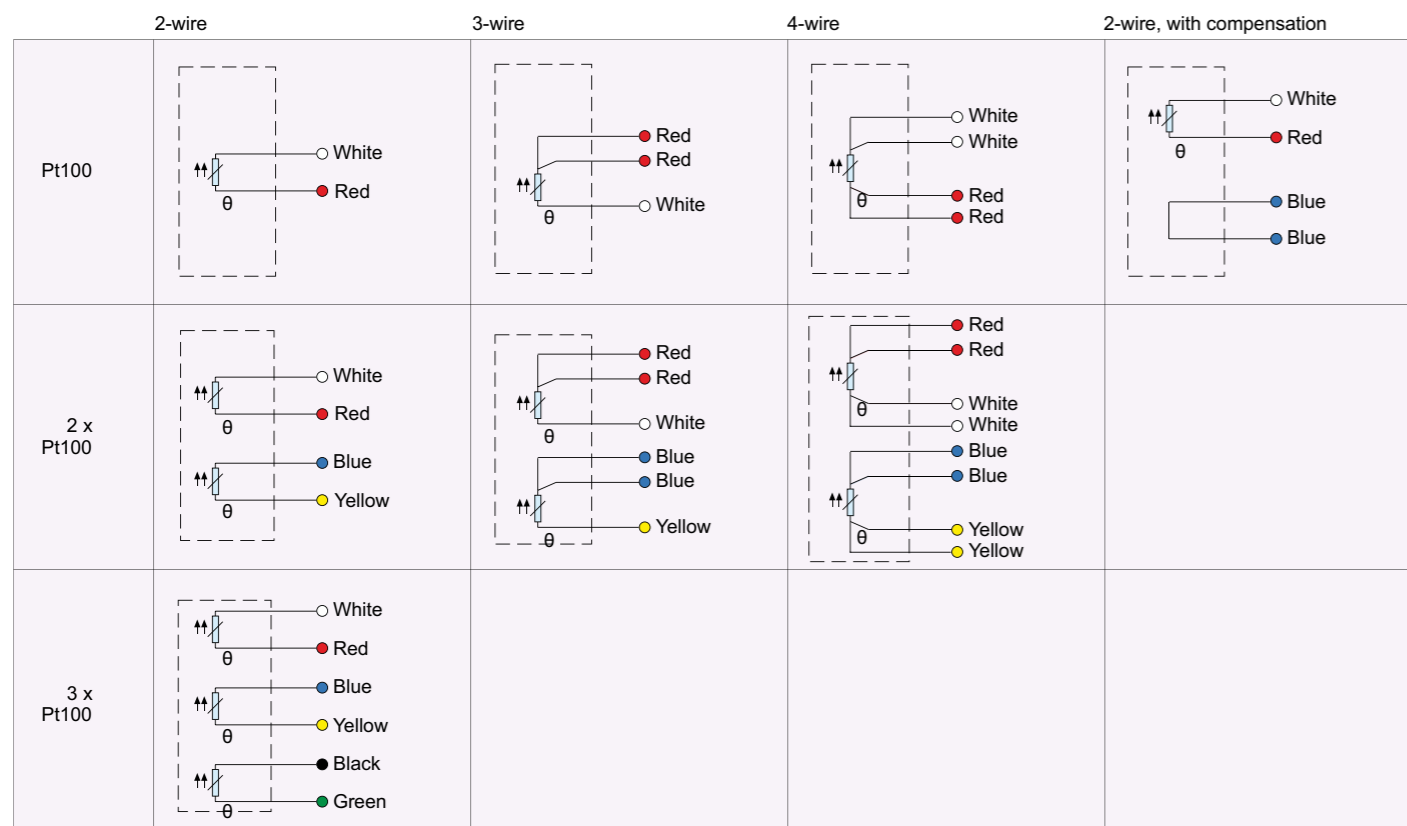 2-wire
3-wire
4-wire
2-wire, with compensation
Pt100
White
Red
θ
Red
Red
White
θ
White
White
Red
Red
θ
White
Red
θ
Blue
Blue
2 x
Pt100
White
Red
θ
Blue
Yellow
θ
Red
Red
White
θ
Blue
Blue
Yellow
θ
Red
Red
White
White
θ
Blue
Blue
Yellow
Yellow
θ
3 x
Pt100
White
Red
θ
Blue
Yellow
θ
Black
Green
θ